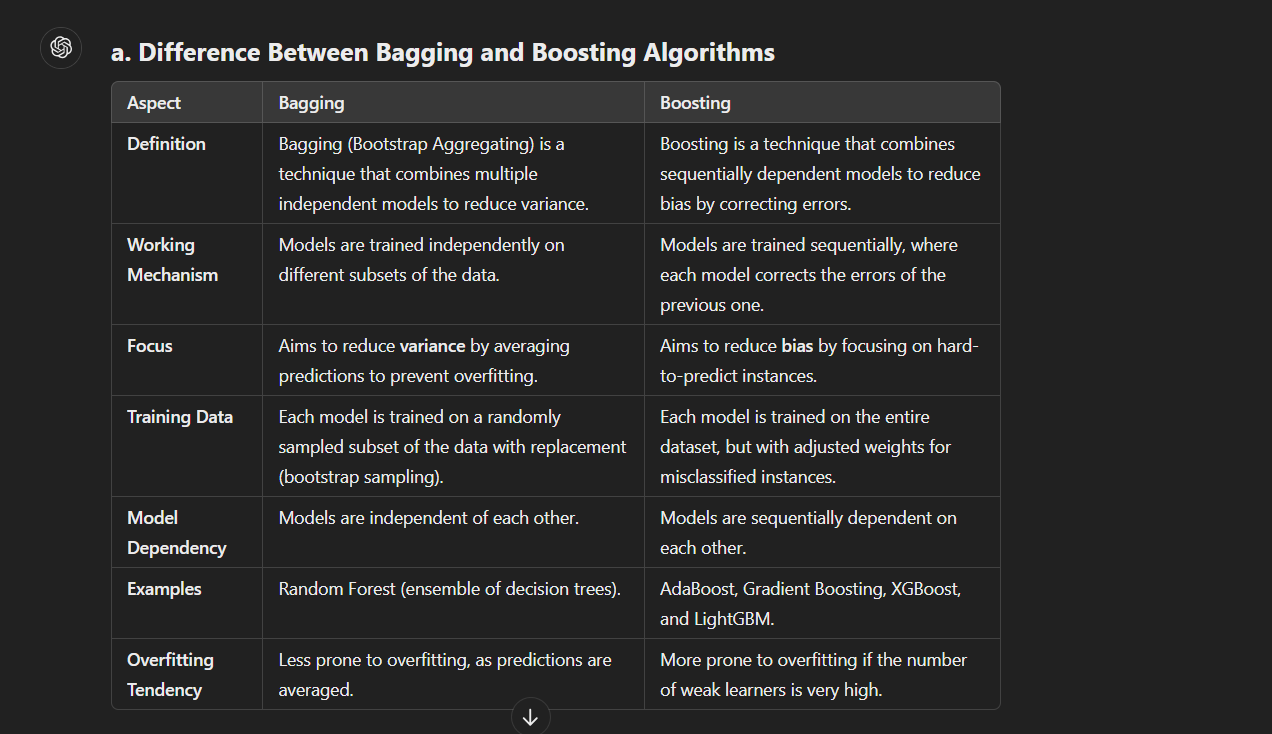 a. Difference Between Bagging and Boosting Algorithms
Aspect
Bagging
Boosting
Definition
Bagging (Bootstrap Aggregating) is a
technique that combines multiple
independent models to reduce variance.
Boosting is a technique that combines
sequentially dependent models to reduce
bias by correcting errors.
Working
Mechanism
Models are trained independently on
different subsets of the data.
Models are trained sequentially, where
each model corrects the errors of the
previous one.
Focus
Aims to reduce variance by averaging
predictions to prevent overfitting.
Aims to reduce bias by focusing on hard-
to-predict instances.
Training Data
Each model is trained on a randomly
sampled subset of the data with replacement
(bootstrap sampling).
Each model is trained on the entire
dataset, but with adjusted weights for
misclassified instances.
Model
Dependency
Models are independent of each other.
Models are sequentially dependent on
each other.
Examples
Random Forest (ensemble of decision trees).
AdaBoost, Gradient Boosting, XGBoost,
and LightGBM.
Overfitting
Tendency
Less prone to overfitting, as predictions are
averaged.
More prone to overfitting if the number
of weak learners is very high.